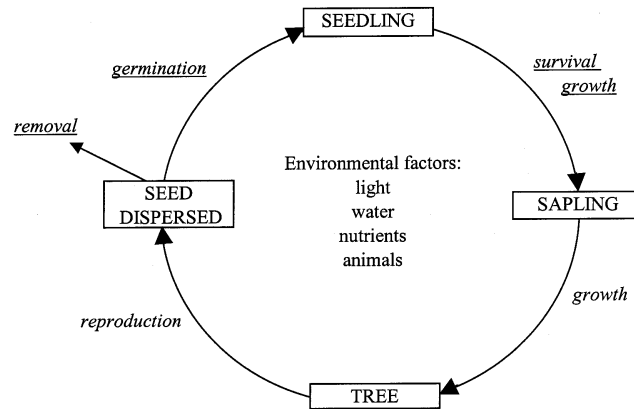 SEEDLING
germination
survival
growth
removal
Environmental factors:
light
water
nutrients
animals
SEED
DISPERSED
SAPLING
reproduction
growth
TREE